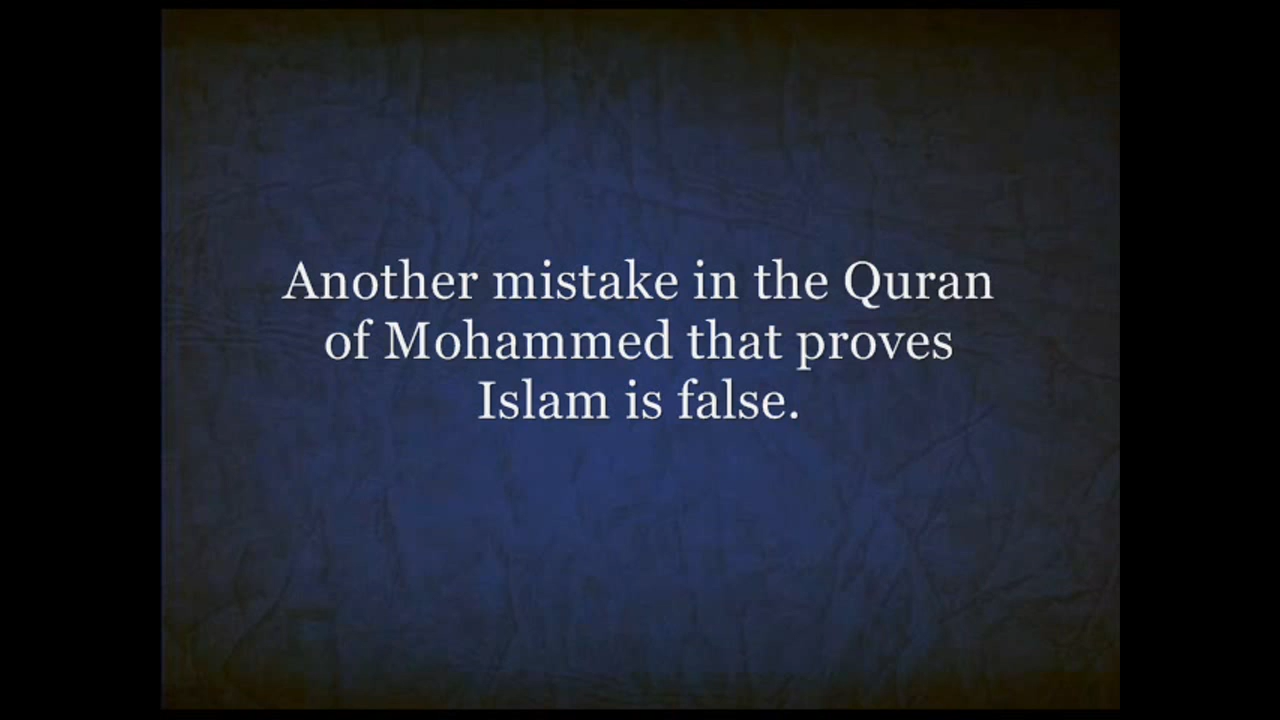 Another mistake in the Quran
of Mohammed that proves
Islam is false.